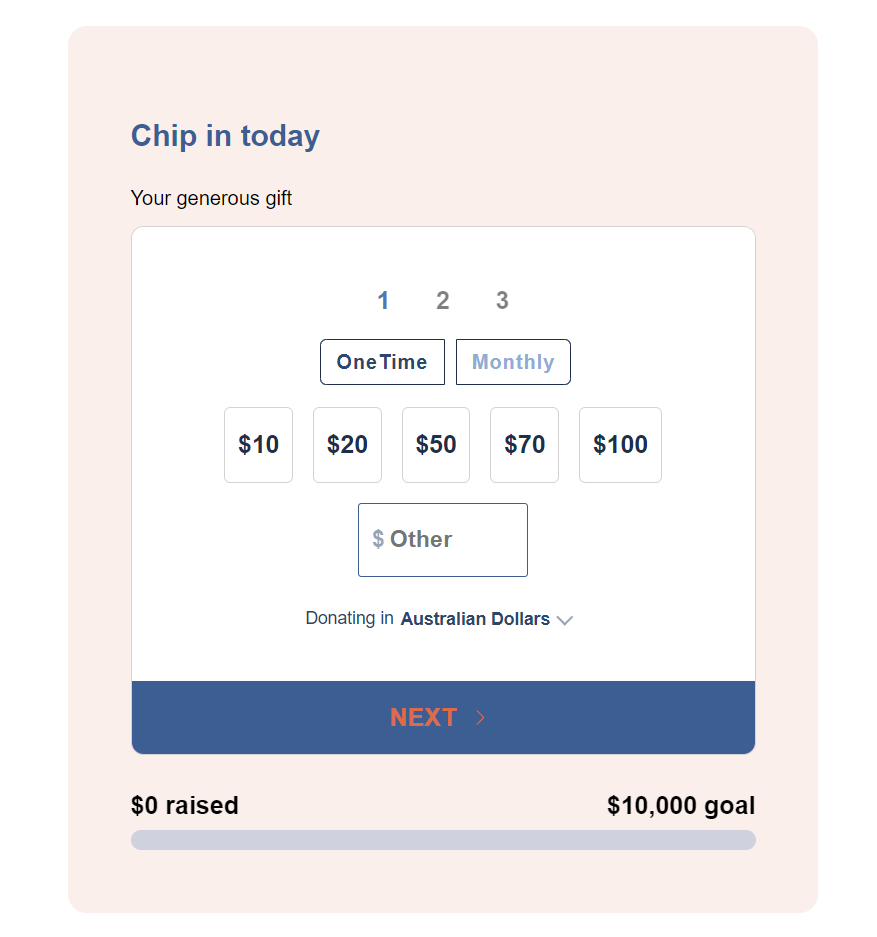 Chip in today
Your generous gift
1 2 3
OneTime Monthly
$10 $20 $50 $70 $100
$ Other
Donating in Australian Dollars
NEXT
$0 raised $10,000 goal